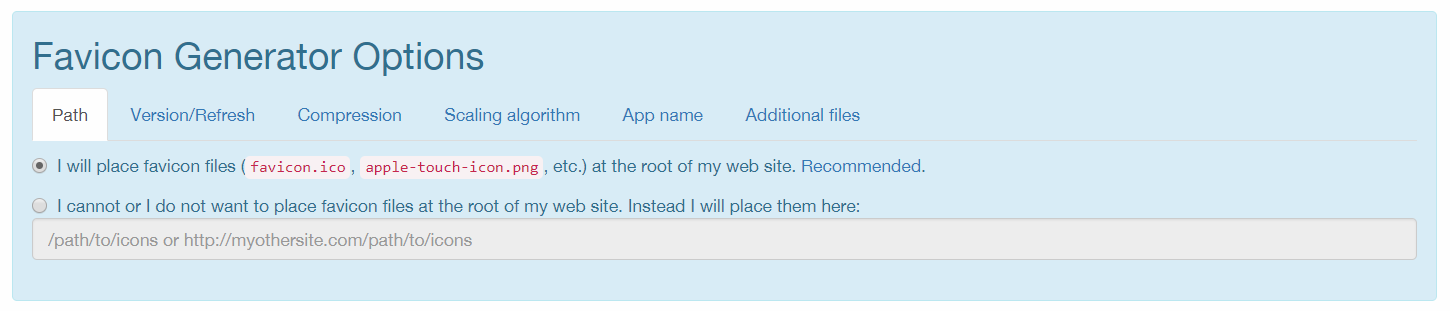 Favicon Generator Options
Path Version/Refresh Compression Scaling algorithm App name Additional files
I will place favicon files (favicon.ico, apple-touch-icon.png, etc.) at the root of my web site. Recommended.
I cannot or I do not want to place favicon files at the root of my web site. Instead I will place them here:
/path/to/icons or http://myothersite.com/path/to/icons